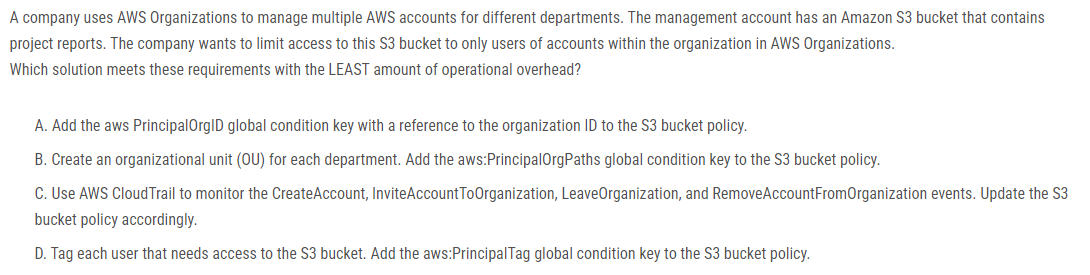 A company uses AWS Organizations to manage multiple AWS accounts for different departments. The management account has an Amazon S3 bucket that contains
project reports. The company wants to limit access to this S3 bucket to only users of accounts within the organization in AWS Organizations.
Which solution meets these requirements with the LEAST amount of operational overhead?
A. Add the aws PrincipalOrgID global condition key with a reference to the organization ID to the S3 bucket policy.
B. Create an organizational unit (OU) for each department. Add the aws:PrincipalOrgPaths global condition key to the S3 bucket policy.
C. Use AWS CloudTrail to monitor the CreateAccount, InviteAccountToOrganization, LeaveOrganization, and RemoveAccountFromOrganization events. Update the S3
bucket policy accordingly.
D. Tag each user that needs access to the S3 bucket. Add the aws:PrincipalTag global condition key to the S3 bucket policy.